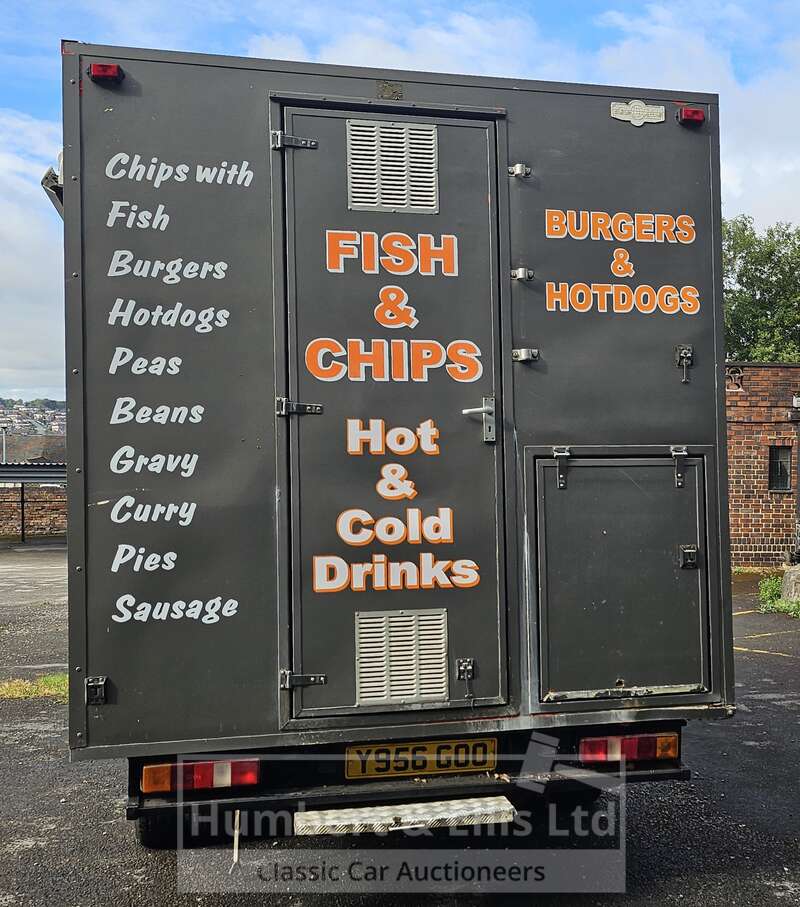 Chips with
Fish
Burgers
Hotdogs
Peas
Beans
Gravy
Curry
Pies
Sausage
FISH
&
CHIPS
Hot
&
Cold
Drinks
BURGERS
&
HOTDOGS
Y956 GOO
Humbert & Ellis Ltd
Classic Car Auctioneers